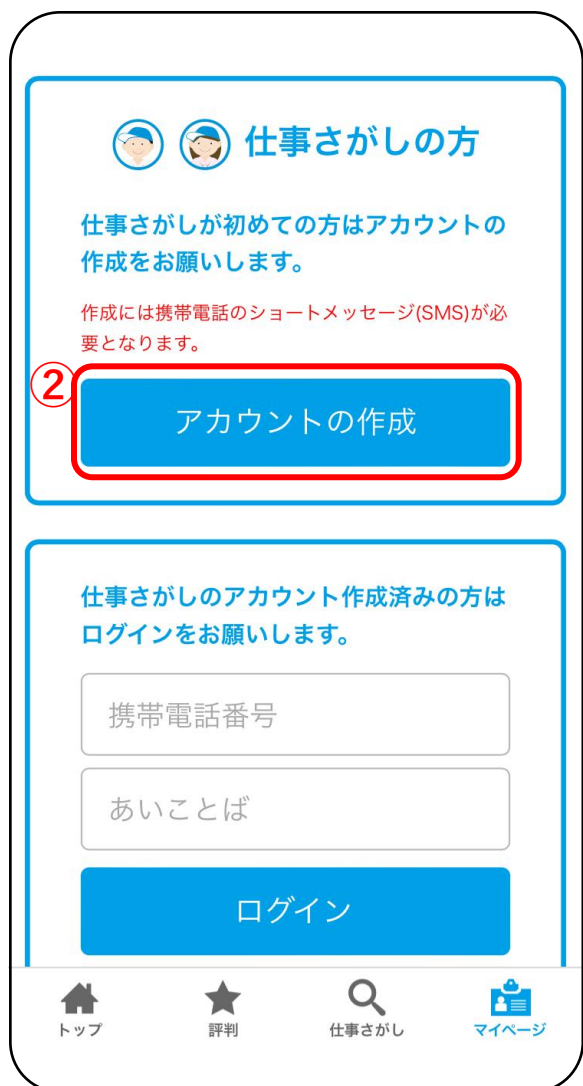 仕事さがしの方
仕事さがしが初めての方はアカウントの
作成をお願いします。
作成には携帯電話のショートメッセージ(SMS)が必
要となります。
②
アカウントの作成
仕事さがしのアカウント作成済みの方は
ログインをお願いします。
携帯電話番号
あいことば
ログイン
トップ
評判
仕事さがし
マイページ